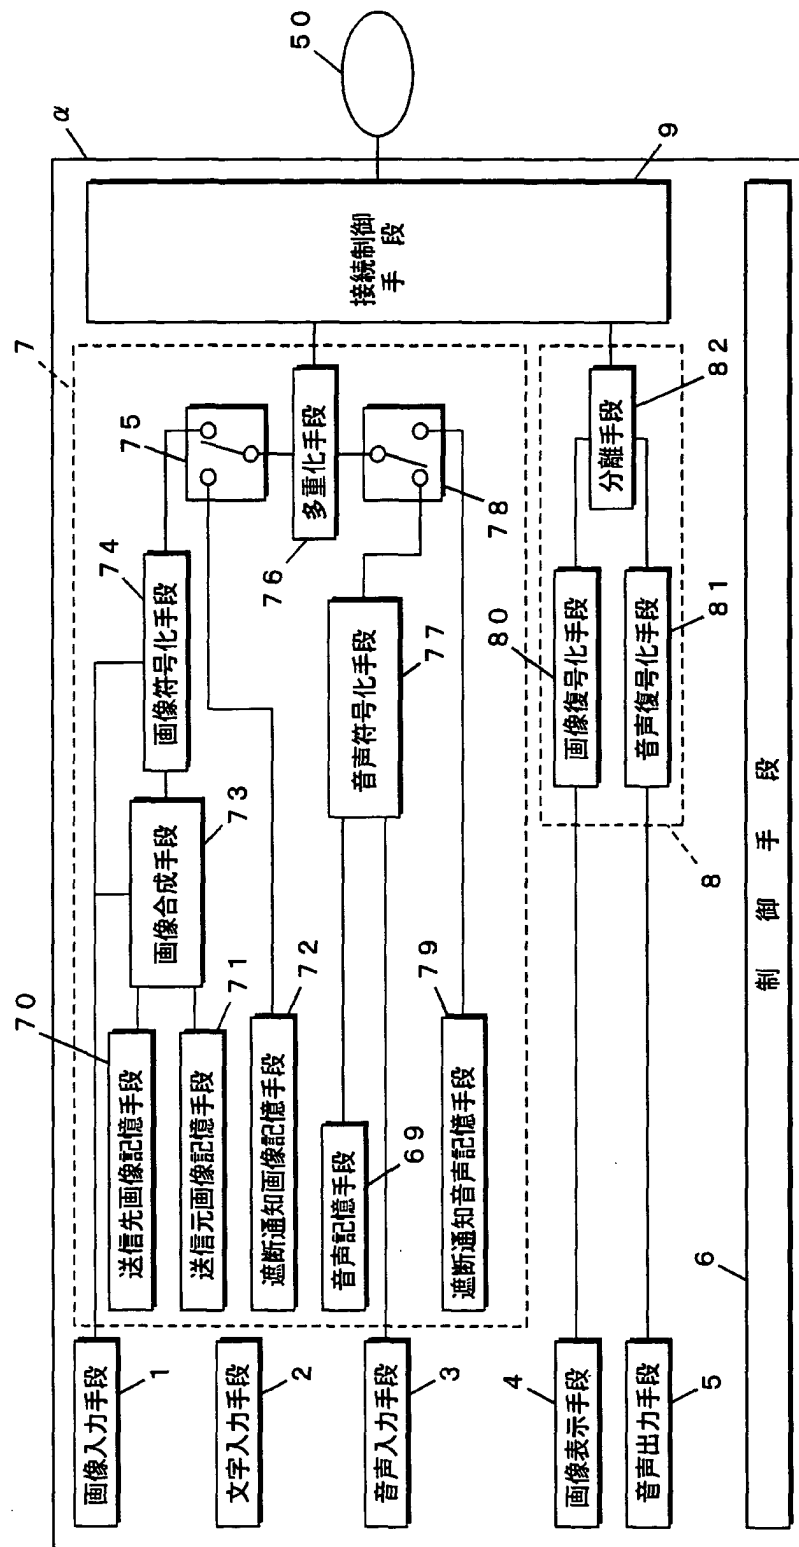 α
50
7
70
画像入力手段
1
送信先画像記憶手段
送信元画像記憶手段
71
画像合成手段
73
画像符号化手段
74
75
文字入力手段
2
遮断通知画像記憶手段
72
多重化手段
76
接続制御
手段
9
音声入力手段
3
音声記憶手段
69
音声符号化手段
77
78
遮断通知音声記憶手段
79
画像表示手段
4
画像復号化手段
80
分離手段
82
音声出力手段
5
音声復号化手段
81
8
6
制御手段